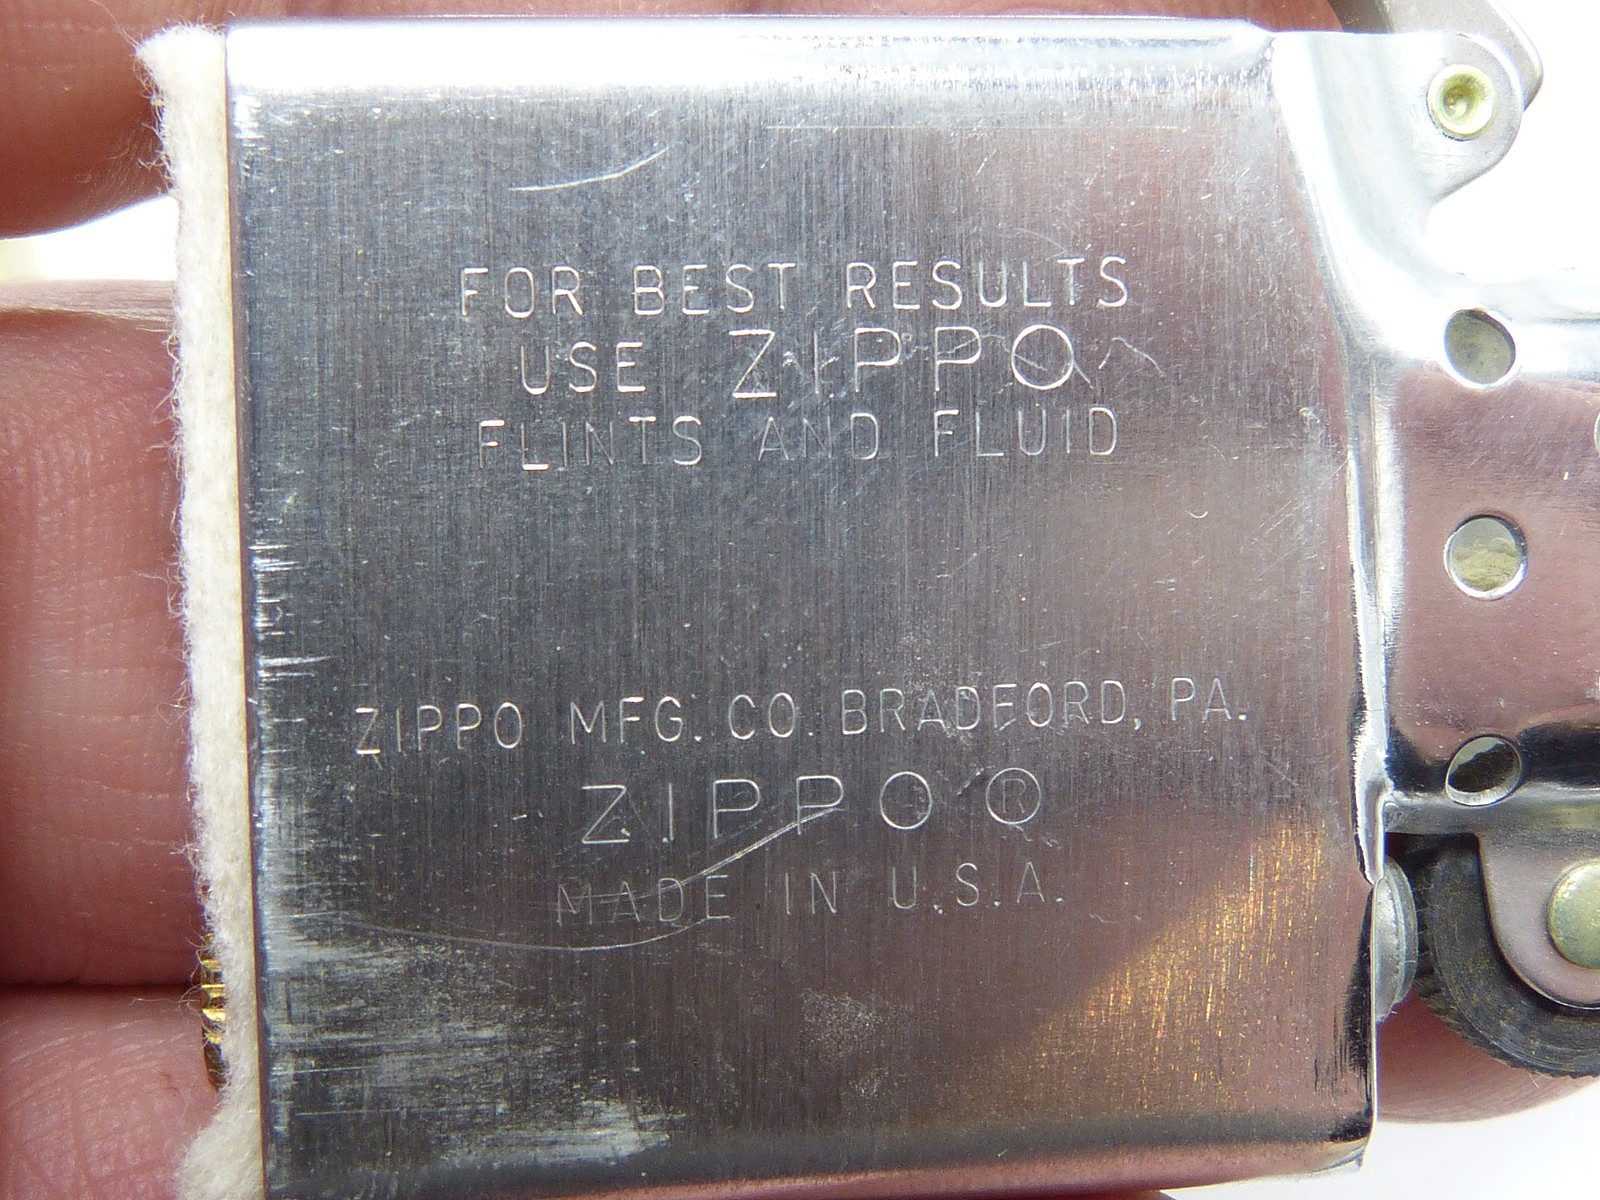 FOR BEST RESULTS
USE ZIPPO
FLINTS AND FLUID
ZIPPO MFG. CO. BRADFORD, PA.
ZIPPO ®
MADE IN U.S.A.